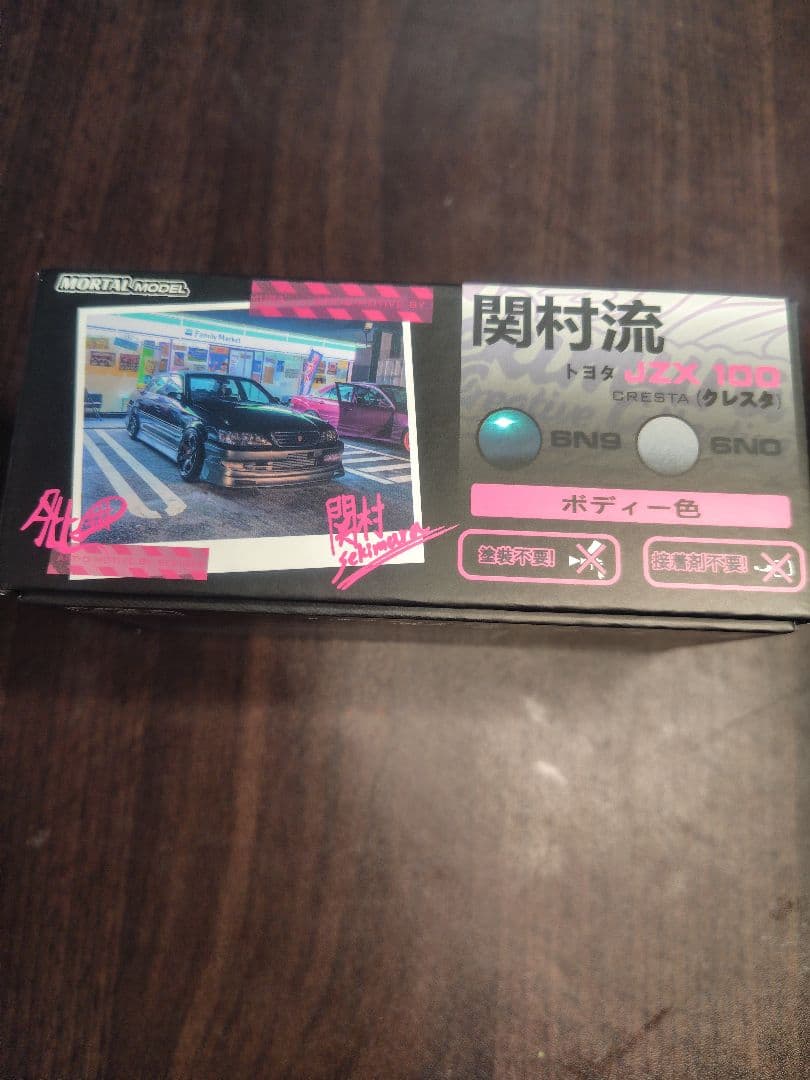 MORTAL MODEL
Family Market
関村
sekimura
関村流
トヨタ JZX 100
CRESTA (クレスタ)
6N9 6N0
ボディー色
塗装不要! 接着剤不要!